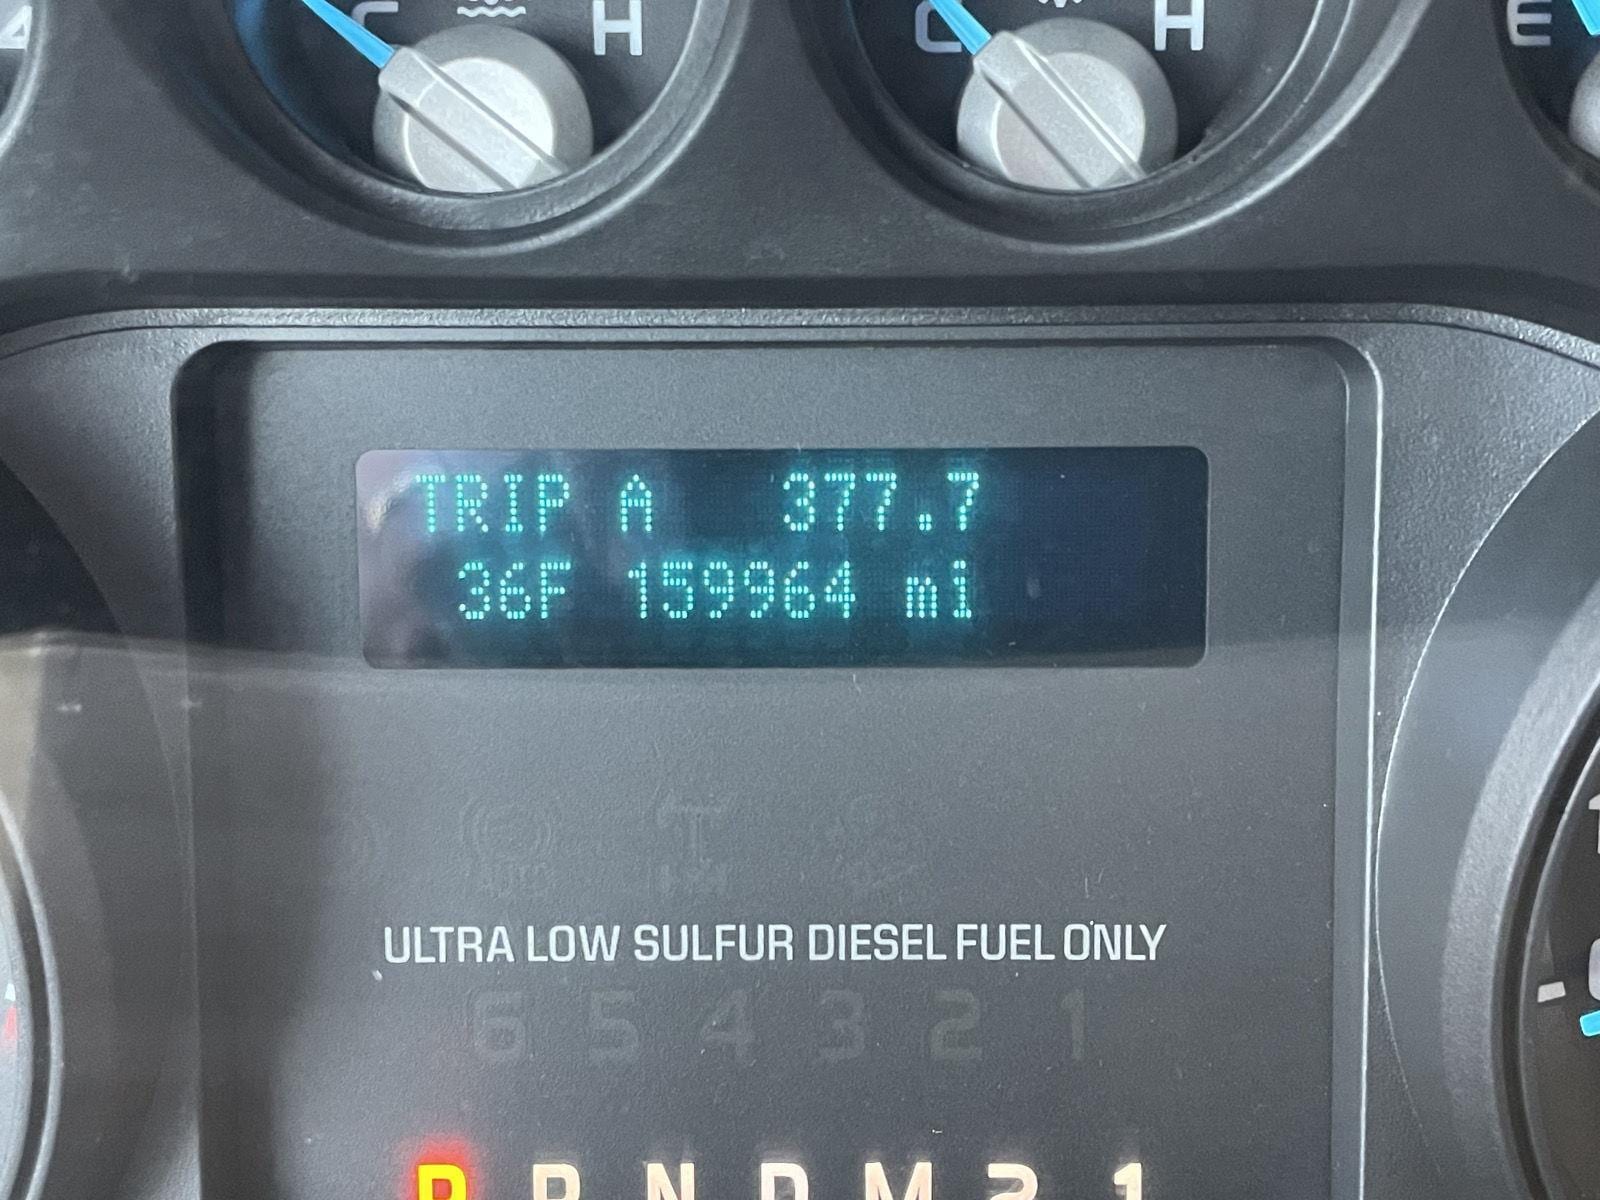 C H C H E
TRIP A 377.7
36F 159964 mi
ULTRA LOW SULFUR DIESEL FUEL ONLY
6 5 4 3 2 1
P R N D M 2 1